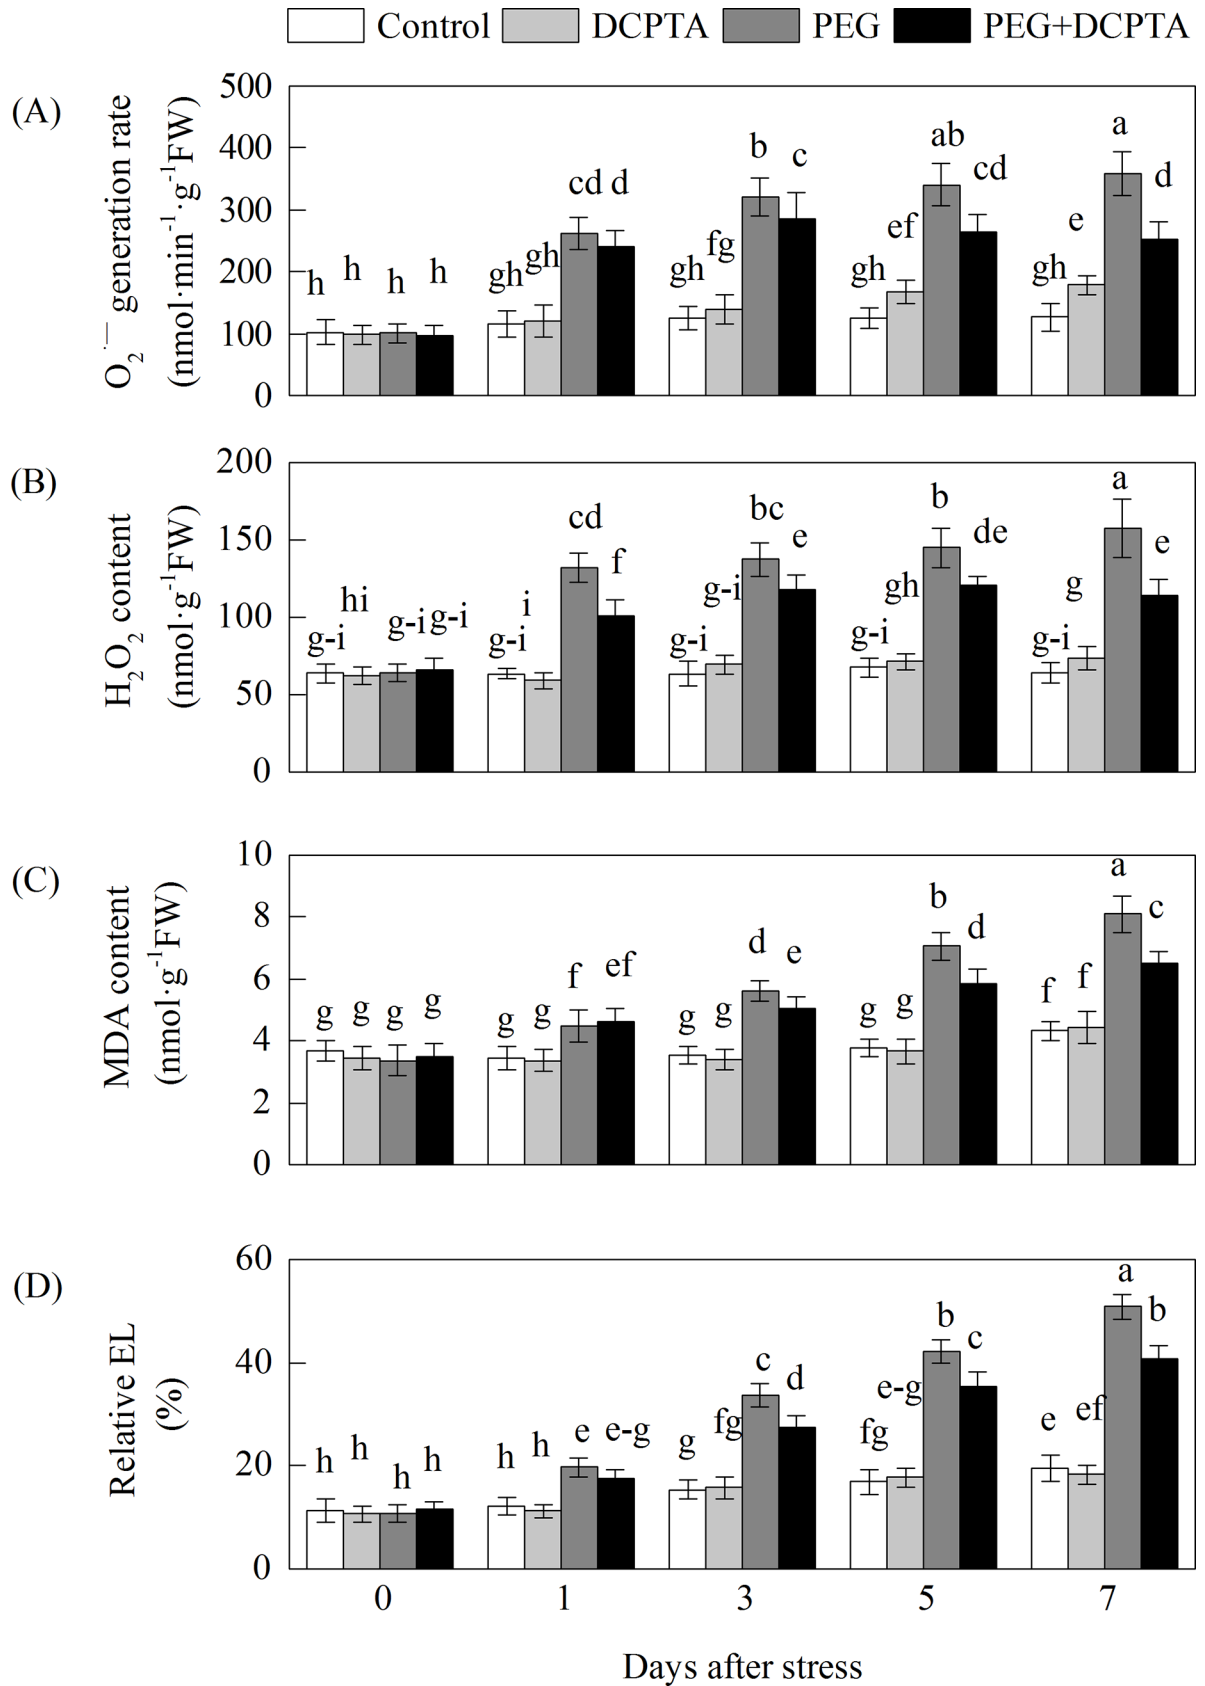 Control DCPTA PEG PEG+DCPTA
(A)
O₂·— generation rate
(nmol·min⁻¹·g⁻¹FW)
500
400
300
200
100
0
h h h h
gh gh cd d
gh fg b c
gh ef ab cd
gh e a d
(B)
H₂O₂ content
(nmol·g⁻¹FW)
200
150
100
50
0
g-i hi g-i g-i
g-i i cd f
g-i g-i bc e
g-i gh b de
g-i g a e
(C)
MDA content
(nmol·g⁻¹FW)
10
8
6
4
2
0
g g g g
g g f ef
g g d e
g g b d
f f a c
(D)
Relative EL
(%)
60
40
20
0
h h h h
h h e e-g
g fg c d
fg e-g b c
e ef a b
0 1 3 5 7
Days after stress